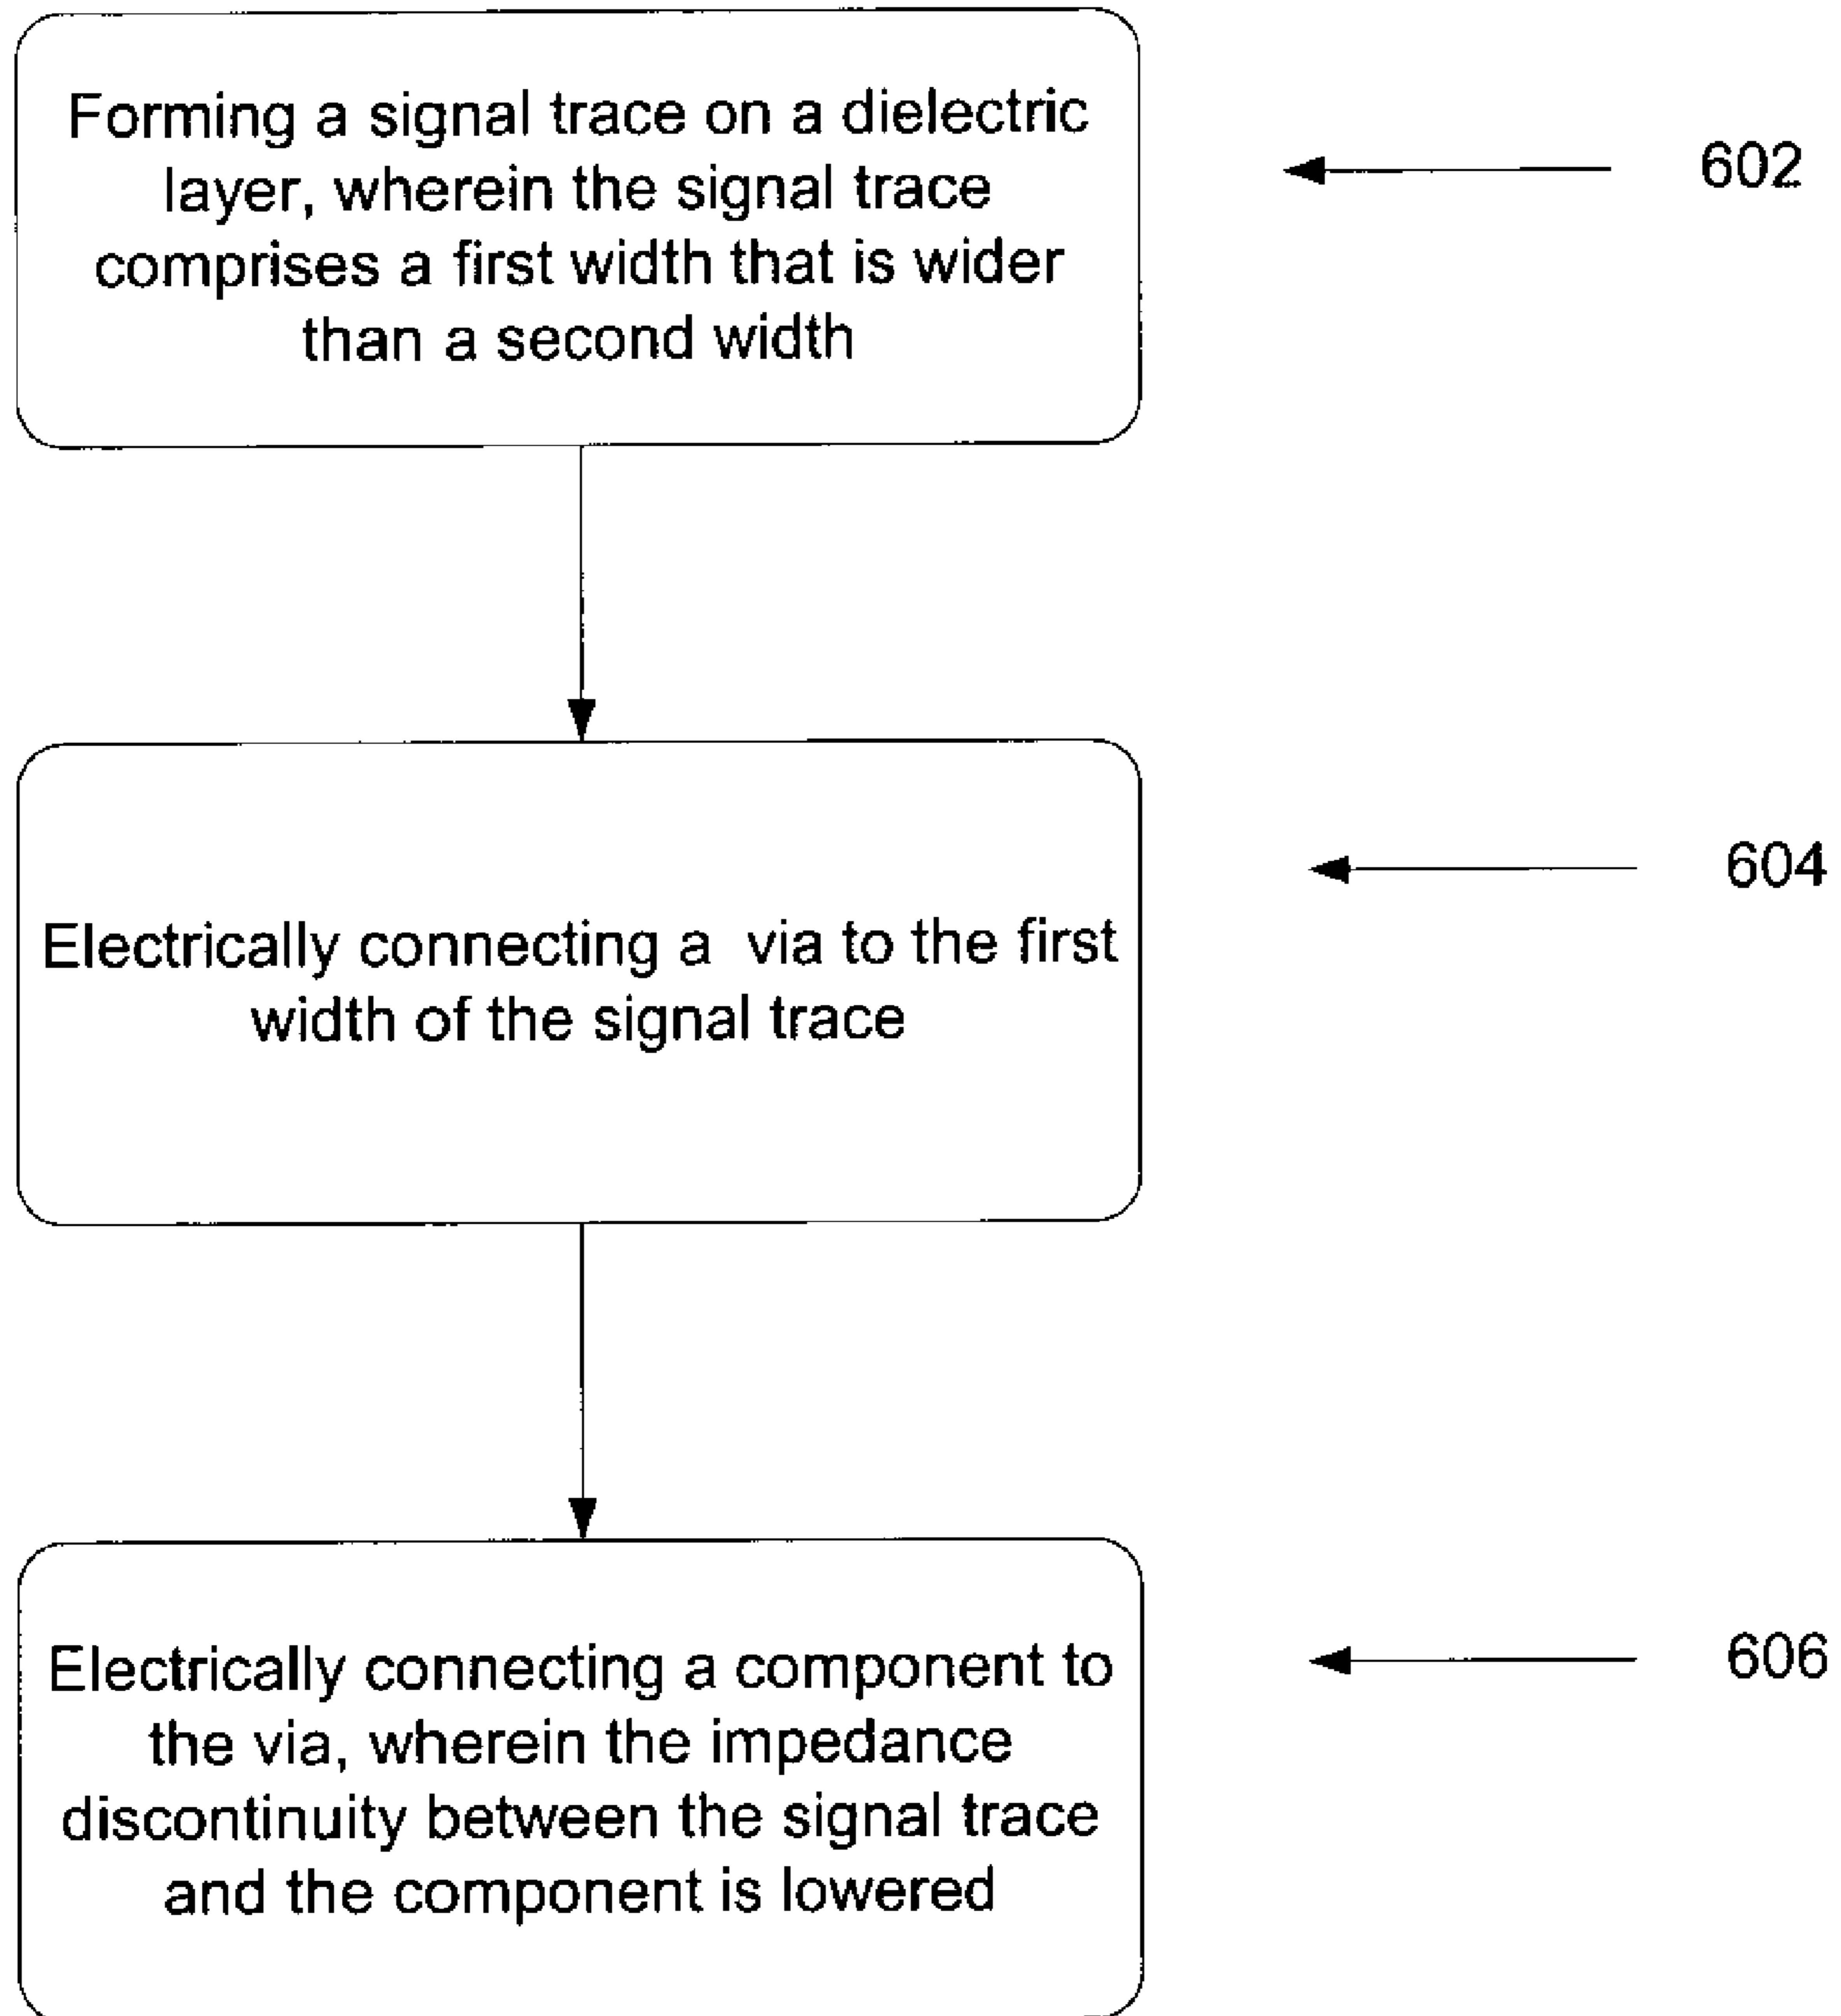 Forming a signal trace on a dielectric
layer, wherein the signal trace
comprises a first width that is wider
than a second width
602
Electrically connecting a via to the first
width of the signal trace
604
Electrically connecting a component to
the via, wherein the impedance
discontinuity between the signal trace
and the component is lowered
606